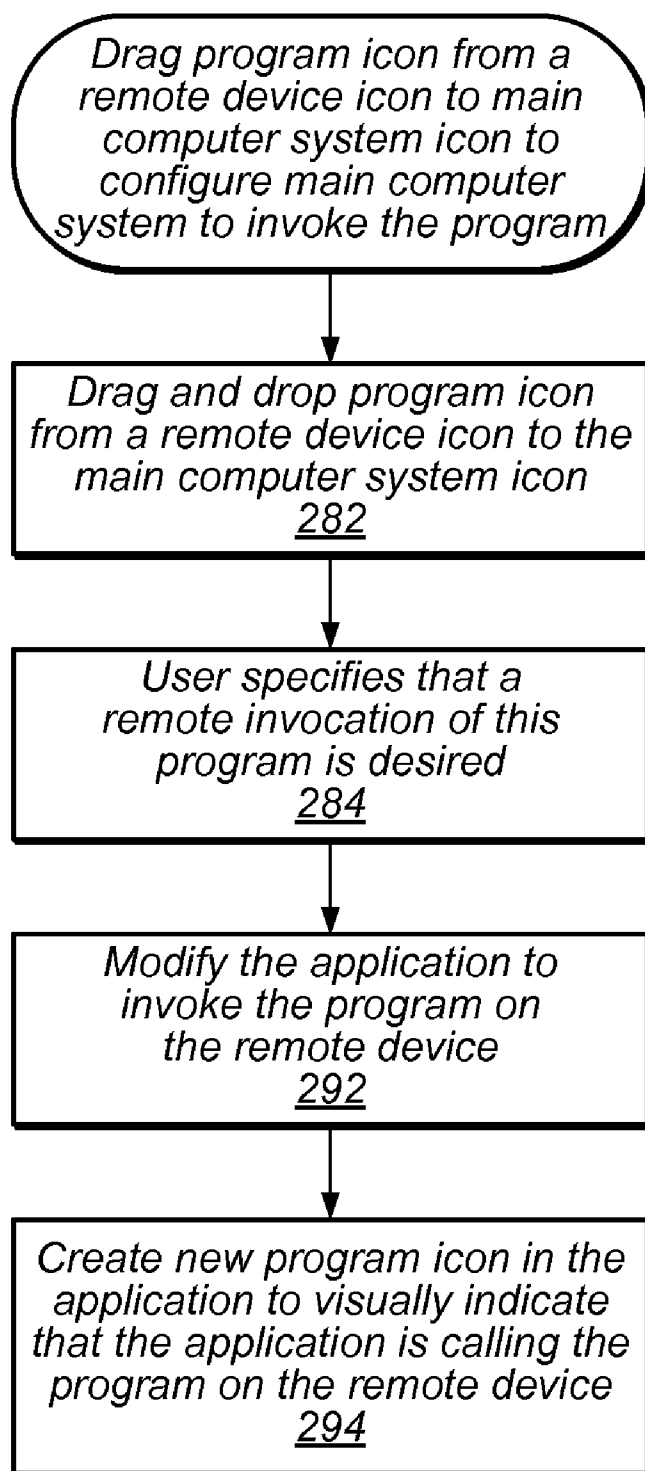 Drag program icon from a
remote device icon to main
computer system icon to
configure main computer
system to invoke the program
Drag and drop program icon
from a remote device icon to the
main computer system icon
282
User specifies that a
remote invocation of this
program is desired
284
Modify the application to
invoke the program on
the remote device
292
Create new program icon in the
application to visually indicate
that the application is calling the
program on the remote device
294